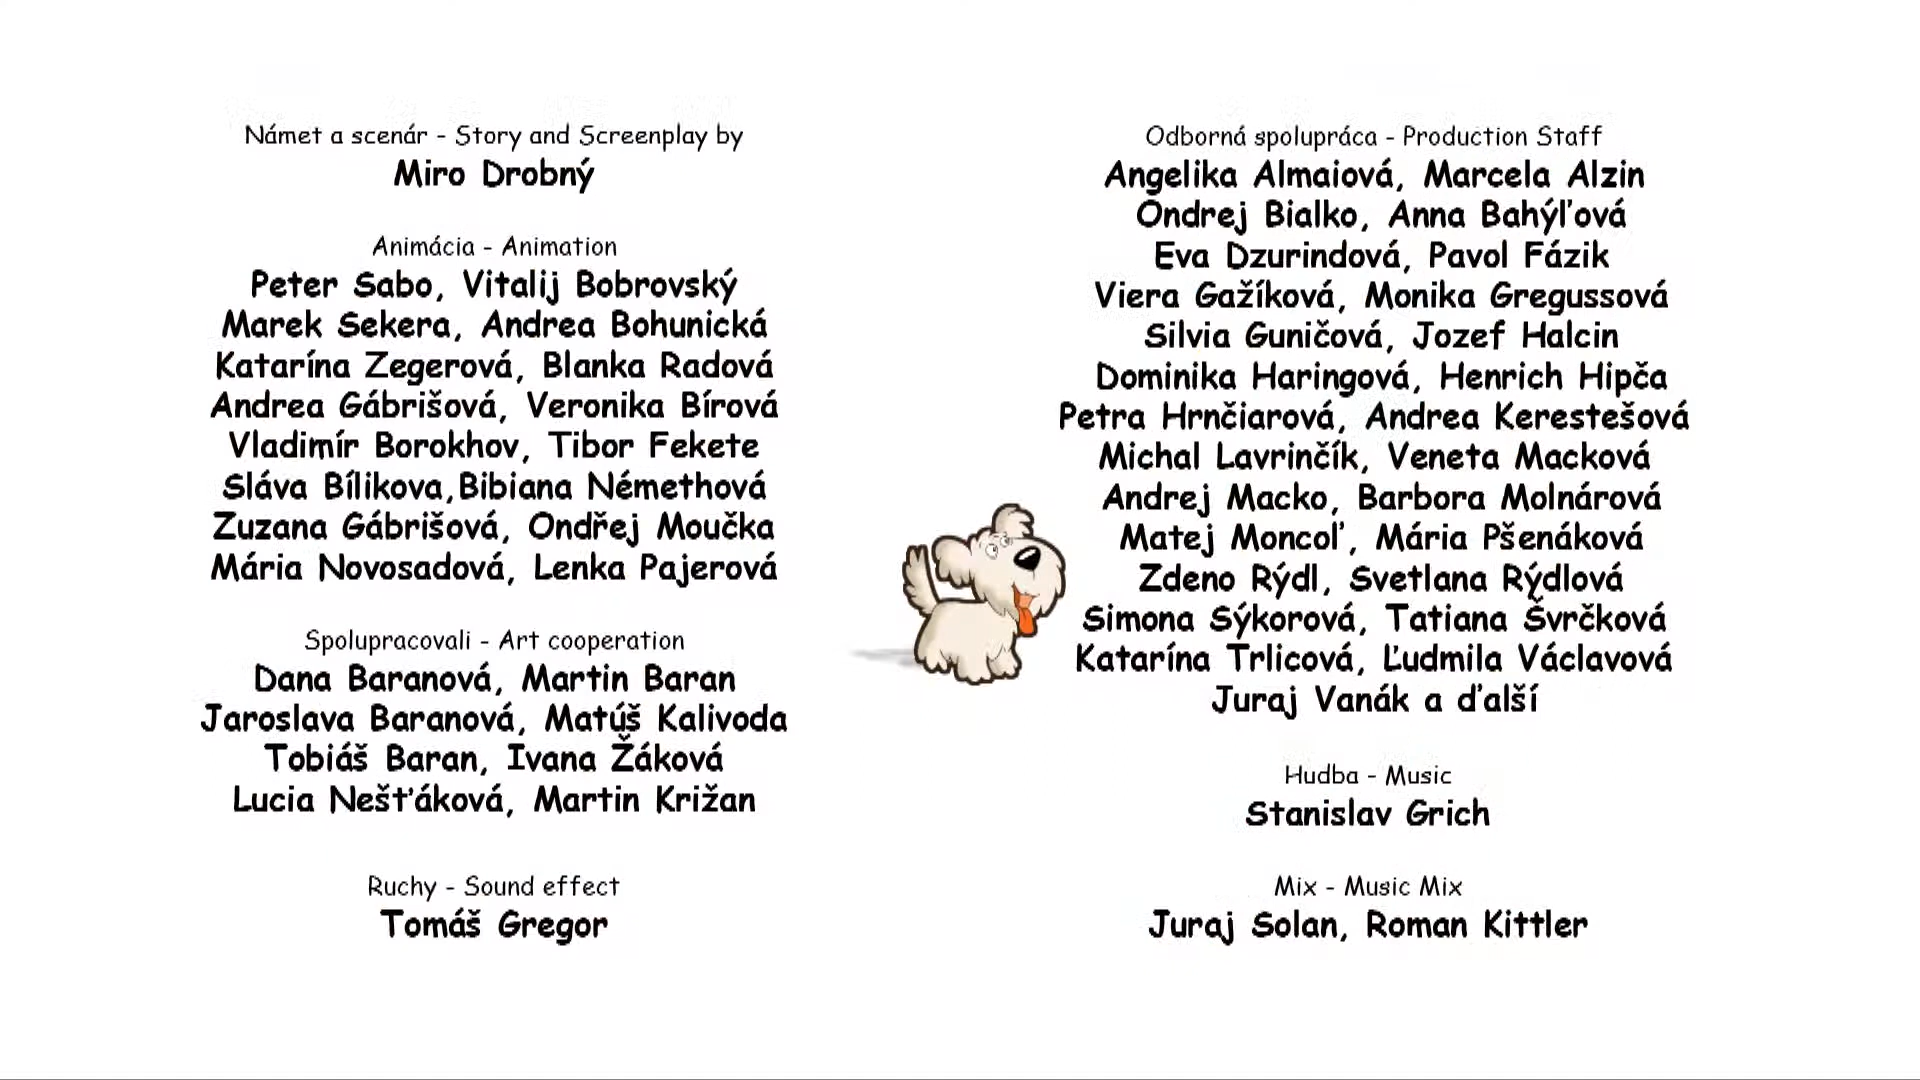 Námet a scenár - Story and Screenplay by
Miro Drobný
Animácia - Animation
Peter Sabo, Vitalij Bobrovský
Marek Sekera, Andrea Bohunická
Katarína Zegerová, Blanka Radová
Andrea Gábrišová, Veronika Bírová
Vladimír Borokhov, Tibor Fekete
Sláva Bílikova,Bibiana Némethová
Zuzana Gábrišová, Ondřej Moučka
Mária Novosadová, Lenka Pajerová
Spolupracovali - Art cooperation
Dana Baranová, Martin Baran
Jaroslava Baranová, Matúš Kalivoda
Tobiáš Baran, Ivana Žáková
Lucia Nešťáková, Martin Križan
Ruchy - Sound effect
Tomáš Gregor
Odborná spolupráca - Production Staff
Angelika Almaiová, Marcela Alzin
Ondrej Bialko, Anna Bahýľová
Eva Dzurindová, Pavol Fázik
Viera Gažíková, Monika Gregussová
Silvia Guničová, Jozef Halcin
Dominika Haringová, Henrich Hipča
Petra Hrnčiarová, Andrea Kerestešová
Michal Lavrinčík, Veneta Macková
Andrej Macko, Barbora Molnárová
Matej Moncoľ, Mária Pšenáková
Zdeno Rýdl, Svetlana Rýdlová
Simona Sýkorová, Tatiana Švrčková
Katarína Trlicová, Ľudmila Václavová
Juraj Vanák a ďalší
Hudba - Music
Stanislav Grich
Mix - Music Mix
Juraj Solan, Roman Kittler